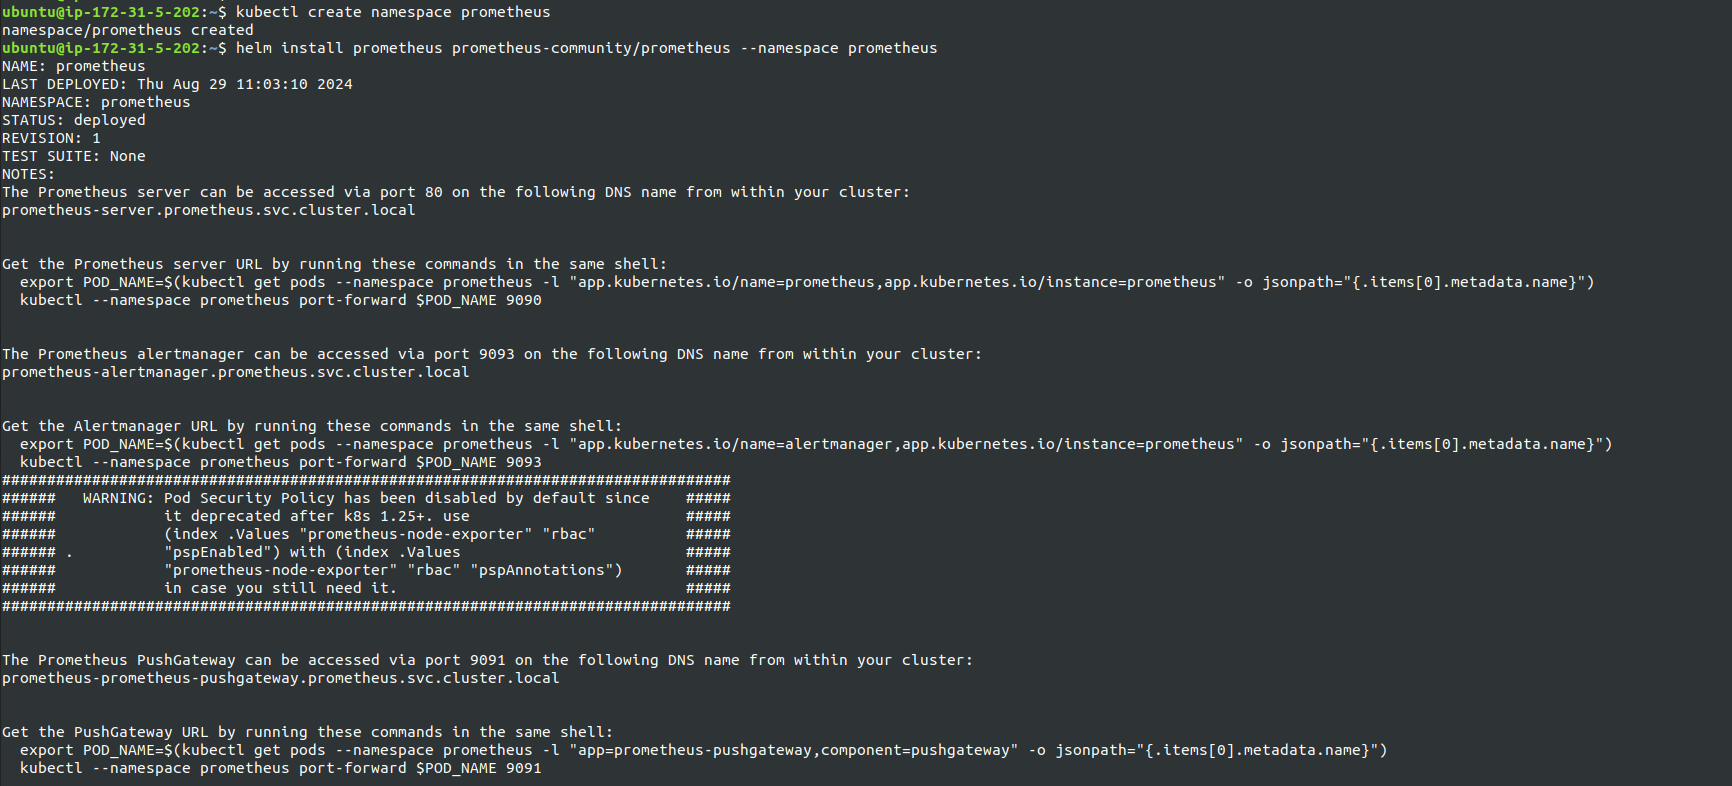 ubuntu@ip-172-31-5-202:~$ kubectl create namespace prometheus
namespace/prometheus created
ubuntu@ip-172-31-5-202:~$ helm install prometheus prometheus-community/prometheus --namespace prometheus
NAME: prometheus
LAST DEPLOYED: Thu Aug 29 11:03:10 2024
NAMESPACE: prometheus
STATUS: deployed
REVISION: 1
TEST SUITE: None
NOTES:
The Prometheus server can be accessed via port 80 on the following DNS name from within your cluster:
prometheus-server.prometheus.svc.cluster.local
Get the Prometheus server URL by running these commands in the same shell:
  export POD_NAME=$(kubectl get pods --namespace prometheus -l "app.kubernetes.io/name=prometheus,app.kubernetes.io/instance=prometheus" -o jsonpath="{.items[0].metadata.name}")
  kubectl --namespace prometheus port-forward $POD_NAME 9090
The Prometheus alertmanager can be accessed via port 9093 on the following DNS name from within your cluster:
prometheus-alertmanager.prometheus.svc.cluster.local
Get the Alertmanager URL by running these commands in the same shell:
  export POD_NAME=$(kubectl get pods --namespace prometheus -l "app.kubernetes.io/name=alertmanager,app.kubernetes.io/instance=prometheus" -o jsonpath="{.items[0].metadata.name}")
  kubectl --namespace prometheus port-forward $POD_NAME 9093
#################################################################################
######   WARNING: Pod Security Policy has been disabled by default since    #####
######            it deprecated after k8s 1.25+. use                        #####
######            (index .Values "prometheus-node-exporter" "rbac"          #####
###### .          "pspEnabled") with (index .Values                         #####
######            "prometheus-node-exporter" "rbac" "pspAnnotations")       #####
######            in case you still need it.                                #####
#################################################################################
The Prometheus PushGateway can be accessed via port 9091 on the following DNS name from within your cluster:
prometheus-prometheus-pushgateway.prometheus.svc.cluster.local
Get the PushGateway URL by running these commands in the same shell:
  export POD_NAME=$(kubectl get pods --namespace prometheus -l "app=prometheus-pushgateway,component=pushgateway" -o jsonpath="{.items[0].metadata.name}")
  kubectl --namespace prometheus port-forward $POD_NAME 9091